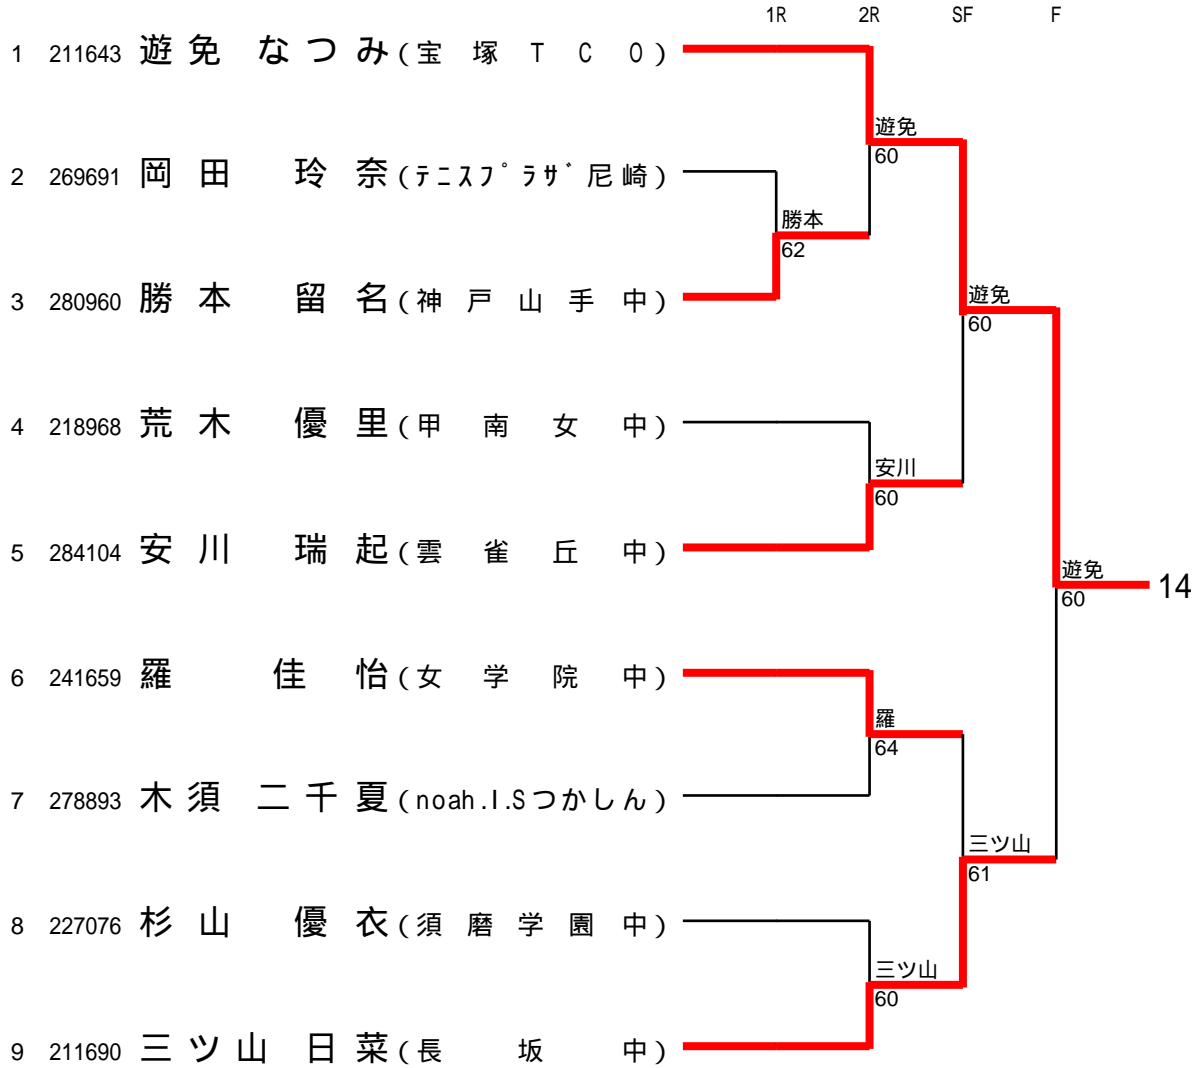 1R 2R SF F
1 211643 遊免 なつみ (宝塚TCO)
遊免
60
2 269691 岡田 玲奈 (テニスプラザ尼崎)
勝本
62
3 280960 勝本 留名 (神戸山手中)
遊免
60
4 218968 荒木 優里 (甲南女中)
安川
60
5 284104 安川 瑞起 (雲雀丘中)
遊免
60
14
6 241659 羅 佳怡 (女学院中)
羅
64
7 278893 木須 二千夏 (noah.I.Sつかしん)
三ツ山
61
8 227076 杉山 優衣 (須磨学園中)
三ツ山
60
9 211690 三ツ山 日菜 (長坂中)